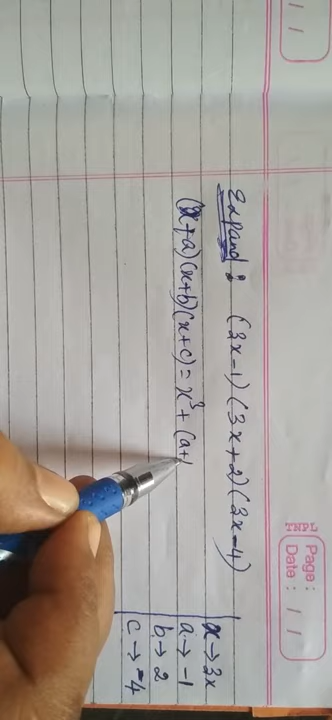 TNPL
Page : / /
Date : / /
Expand : (3x-1) (3x+2) (3x-4)
(x+a) (x+b) (x+c) = x³ + (a+
x → 3x
a → -1
b → 2
c → -4